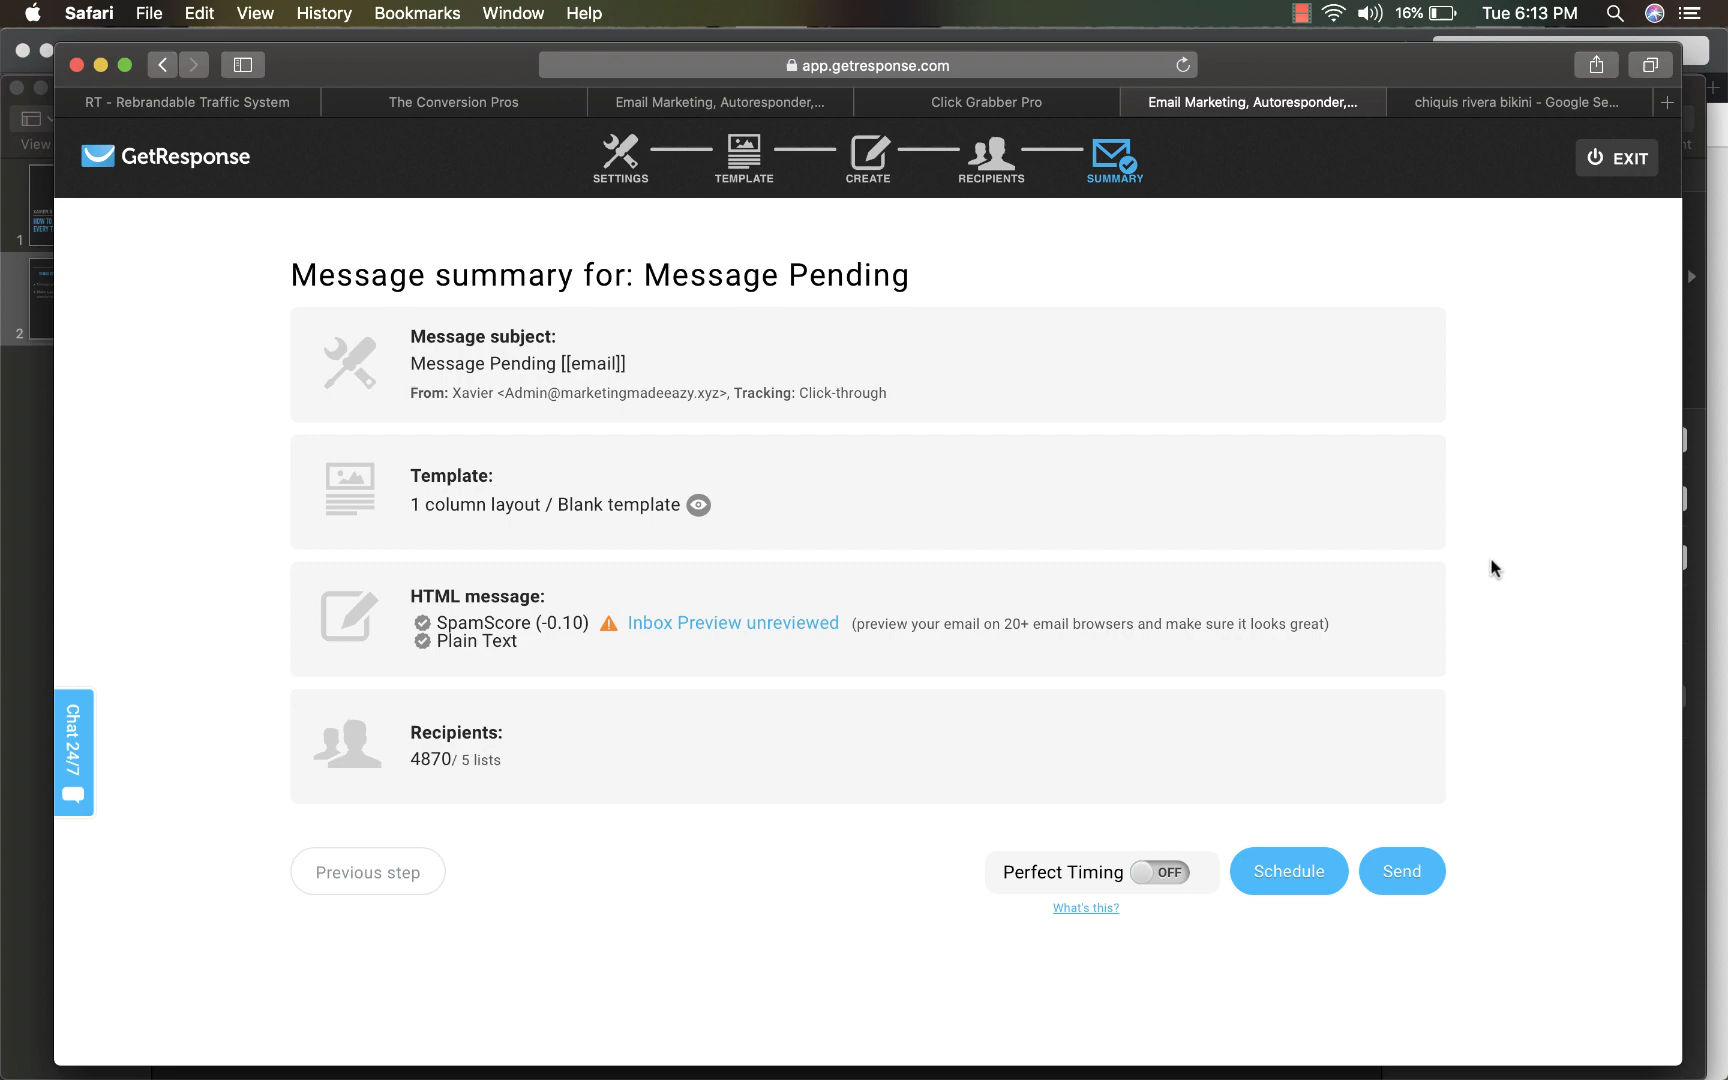 Safari File Edit View History Bookmarks Window Help 16% Tue 6:13 PM
app.getresponse.com
RT - Rebrandable Traffic System
The Conversion Pros
Email Marketing, Autoresponder,...
Click Grabber Pro
Email Marketing, Autoresponder,...
chiquis rivera bikini - Google Se...
View
GetResponse
SETTINGS
TEMPLATE
CREATE
RECIPIENTS
SUMMARY
EXIT
1
2
Message summary for: Message Pending
Message subject:
Message Pending [[email]]
From: Xavier <Admin@marketingmadeeazy.xyz>, Tracking: Click-through
Template:
1 column layout / Blank template
HTML message:
SpamScore (-0.10) Inbox Preview unreviewed (preview your email on 20+ email browsers and make sure it looks great)
Plain Text
Recipients:
4870/ 5 lists
Chat 24/7
Previous step
Perfect Timing OFF
Schedule
Send
What's this?